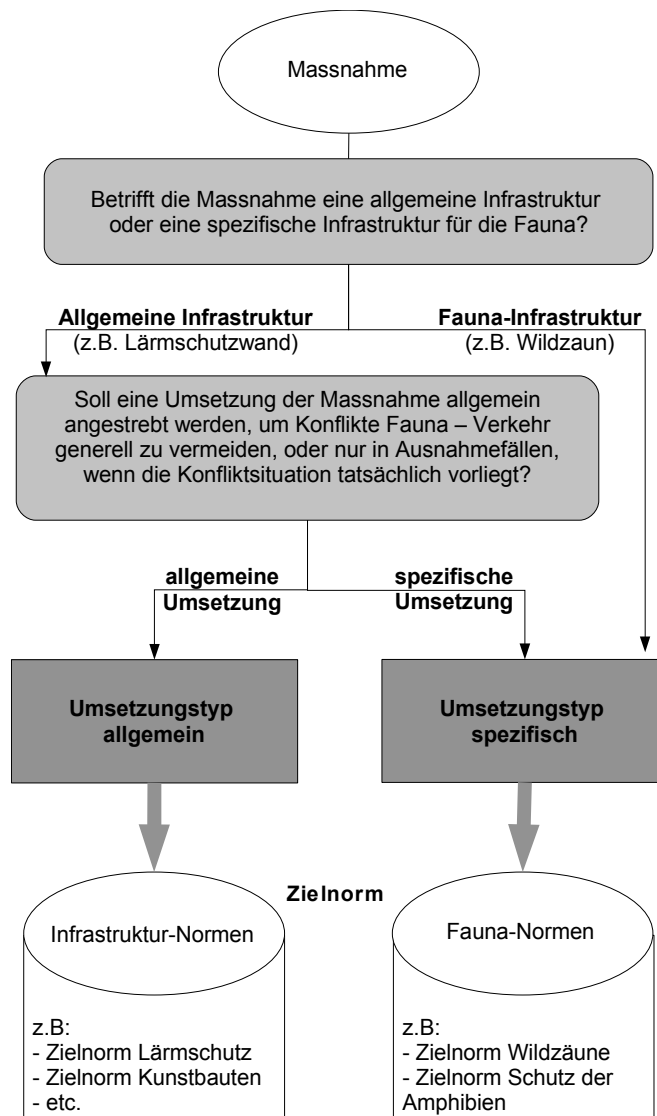 Massnahme
Betrifft die Massnahme eine allgemeine Infrastruktur
oder eine spezifische Infrastruktur für die Fauna?
Allgemeine Infrastruktur
(z.B. Lärmschutzwand)
Fauna-Infrastruktur
(z.B. Wildzaun)
Soll eine Umsetzung der Massnahme allgemein
angestrebt werden, um Konflikte Fauna – Verkehr
generell zu vermeiden, oder nur in Ausnahmefällen,
wenn die Konfliktsituation tatsächlich vorliegt?
allgemeine
Umsetzung
spezifische
Umsetzung
Umsetzungstyp
allgemein
Umsetzungstyp
spezifisch
Zielnorm
Infrastruktur-Normen
z.B:
- Zielnorm Lärmschutz
- Zielnorm Kunstbauten
- etc.
Fauna-Normen
z.B:
- Zielnorm Wildzäune
- Zielnorm Schutz der
Amphibien